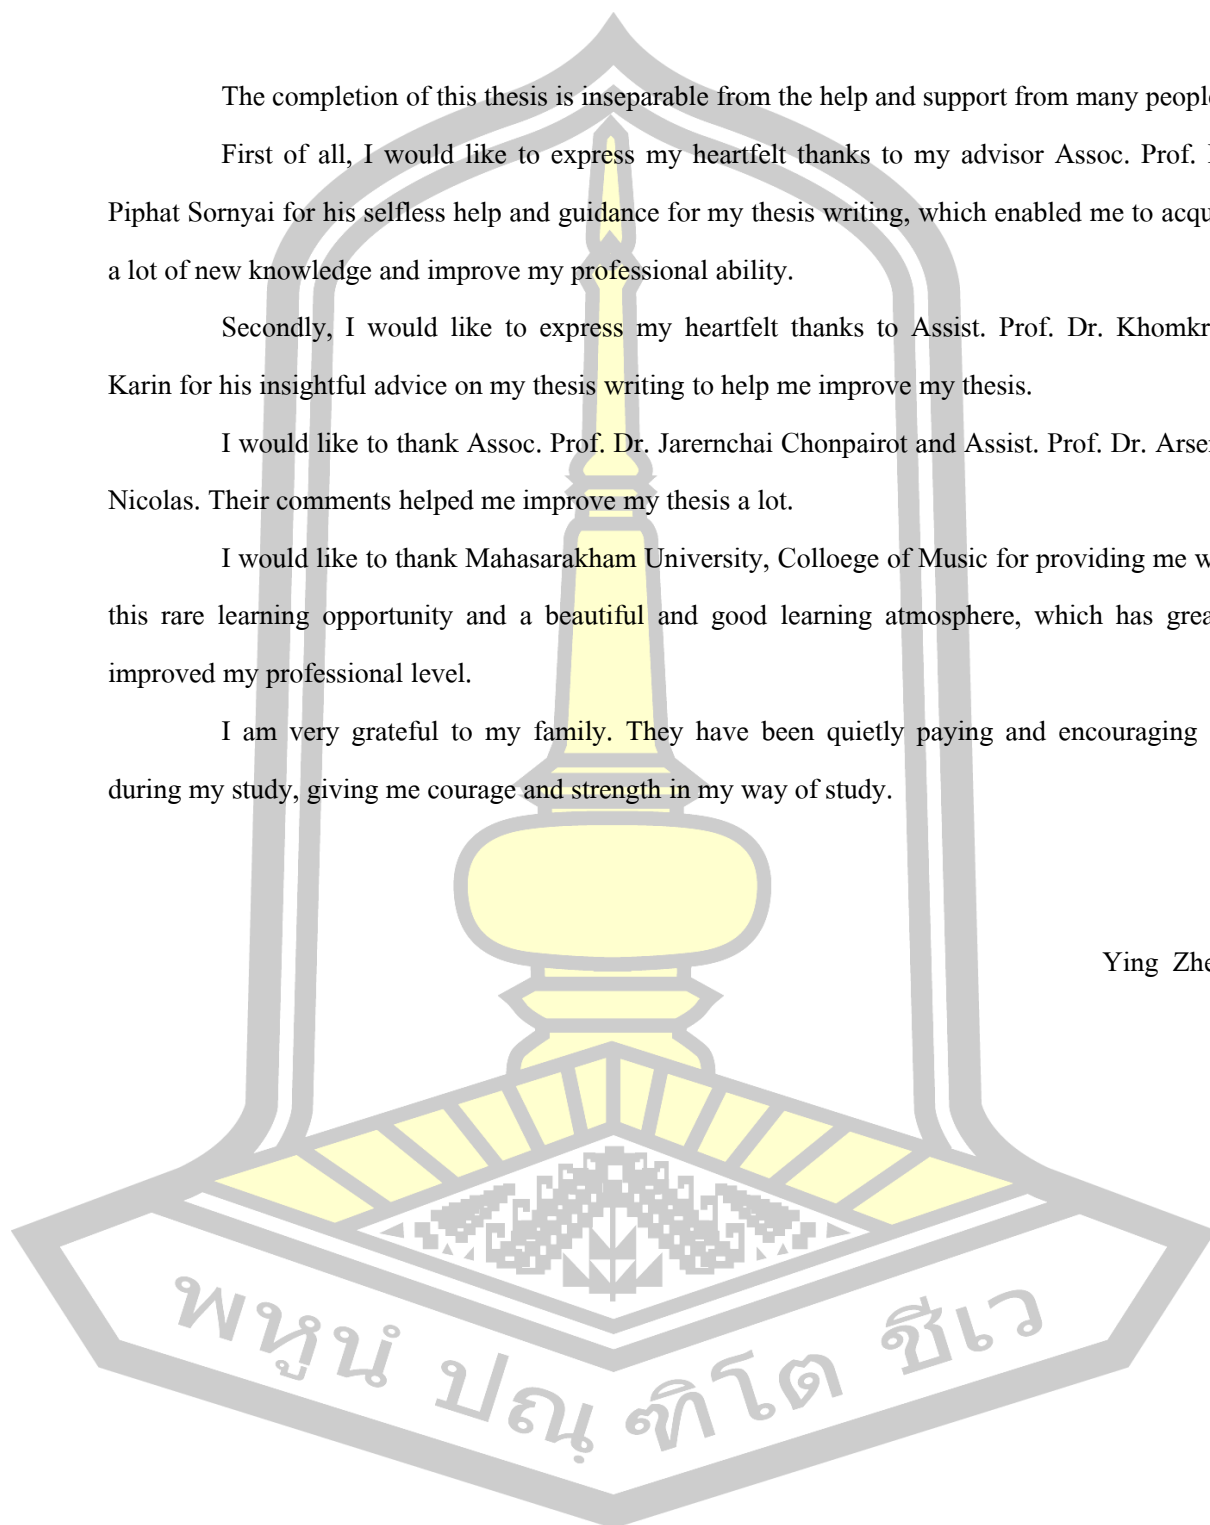 The completion of this thesis is inseparable from the help and support from many people
First of all, I would like to express my heartfelt thanks to my advisor Assoc. Prof.
Piphat Sornyai for his selfless help and guidance for my thesis writing, which enabled me to acqu
a lot of new knowledge and improve my professional ability.
Secondly, I would like to express my heartfelt thanks to Assist. Prof. Dr. Khomkr
Karin for his insightful advice on my thesis writing to help me improve my thesis.
I would like to thank Assoc. Prof. Dr. Jarernchai Chonpairot and Assist. Prof. Dr. Arse
Nicolas. Their comments helped me improve my thesis a lot.
I would like to thank Mahasarakham University, Colloege of Music for providing me w
this rare learning opportunity and a beautiful and good learning atmosphere, which has grea
improved my professional level.
I am very grateful to my family. They have been quietly paying and encouraging
during my study, giving me courage and strength in my way of study.
Ying Zhe
พหูนํ ปณฺฑิโต ชีเว